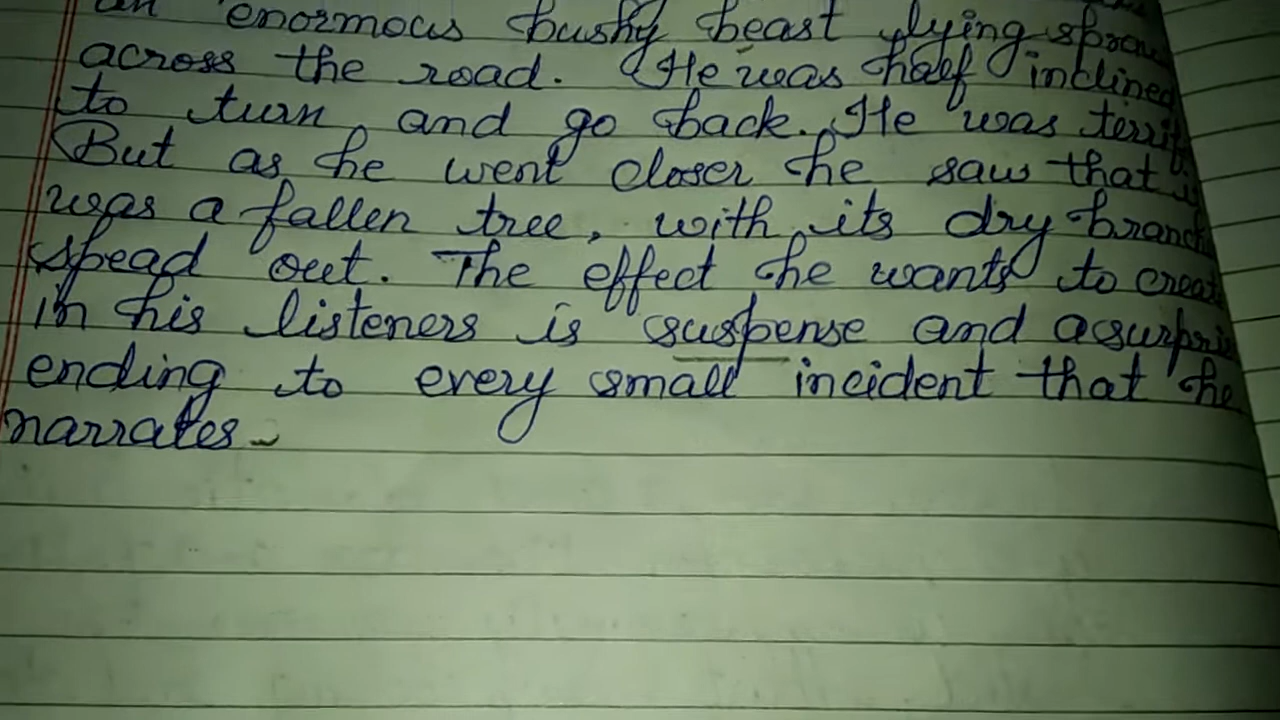 an enormous bushy beast lying
across the road. He was half inclined
to turn and go back. He was
But as he went closer he saw that
was a fallen tree, with its dry
spead out. The effect he wants to
in his listeners is suspense and a
ending to every small incident that he
narrates.